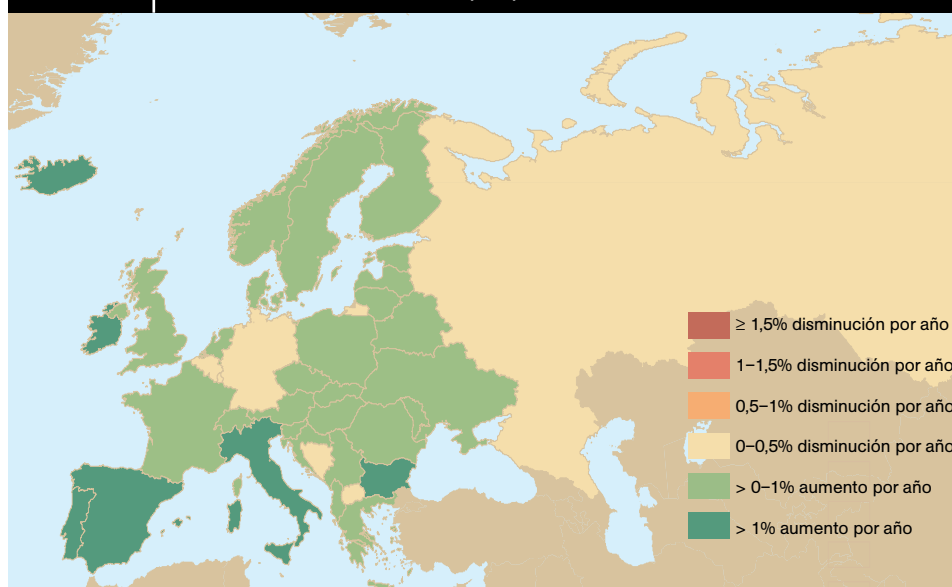 ≥ 1,5% disminución por año
1–1,5% disminución por año
0,5–1% disminución por año
0–0,5% disminución por año
> 0–1% aumento por año
> 1% aumento por año